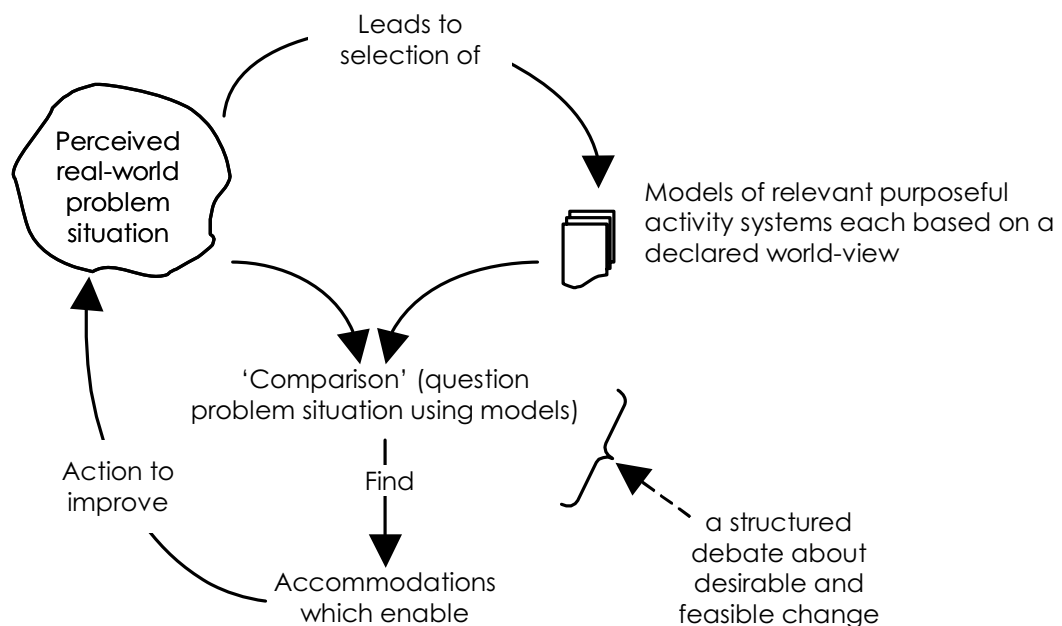 Leads to
selection of
Perceived
real-world
problem
situation
Models of relevant purposeful
activity systems each based on a
declared world-view
‘Comparison’ (question
problem situation using models)
Find
Action to
improve
Accommodations
which enable
a structured
debate about
desirable and
feasible change